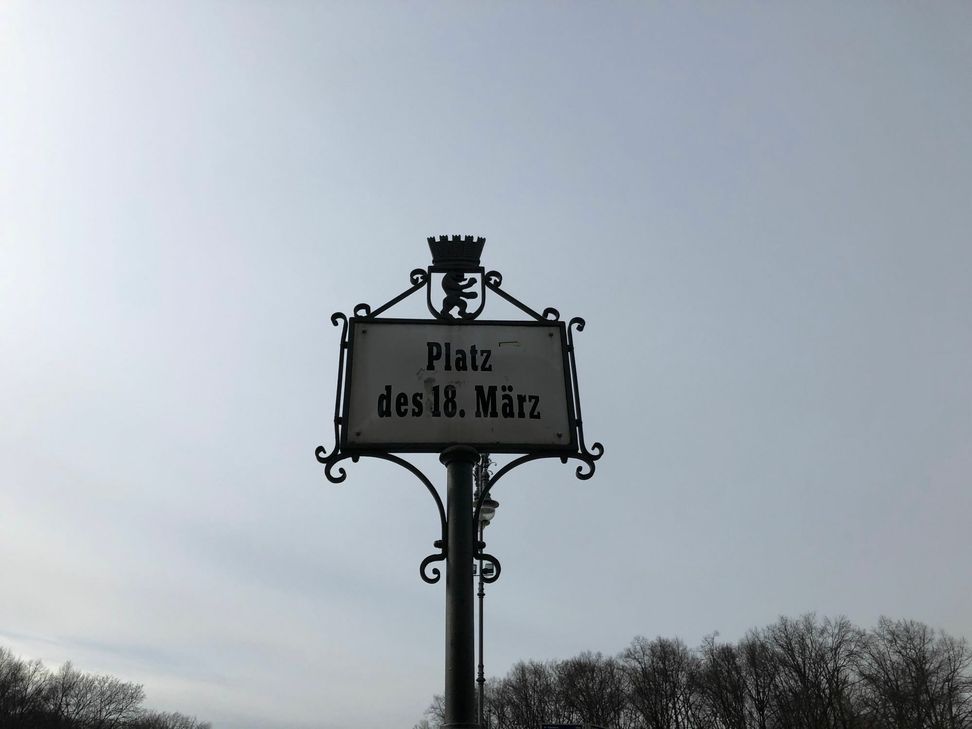 Platz
des 18. März